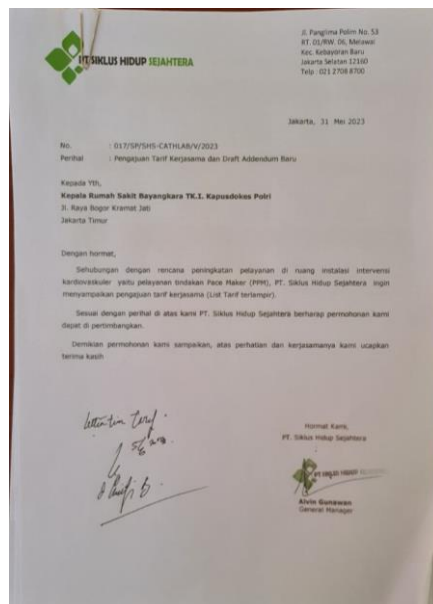 PT SIKLUS HIDUP SEJAHTERA
Jl. Panglima Polim No. 53
RT. 01/RW. 06, Melawai
Kec. Kebayoran Baru
Jakarta Selatan 12160
Telp : 021 2708 8700
Jakarta, 31 Mei 2023
No. : 017/SP/SHS-CATHLAB/V/2023
Perihal : Pengajuan Tarif Kerjasama dan Draft Addendum Baru
Kepada Yth,
Kepala Rumah Sakit Bayangkara TK.I. Kapusdokes Polri
Jl. Raya Bogor Kramat Jati
Jakarta Timur
Dengan hormat,
Sehubungan dengan rencana peningkatan pelayanan di ruang instalasi intervensi
kardiovaskuler yaitu pelayanan tindakan Pace Maker (PPM), PT. Siklus Hidup Sejahtera ingin
menyampaikan pengajuan tarif kerjasama (List Tarif terlampir).
Sesuai dengan perihal di atas kami PT. Siklus Hidup Sejahtera berharap permohonan kami
dapat di pertimbangkan.
Demikian permohonan kami sampaikan, atas perhatian dan kerjasamanya kami ucapkan
terima kasih
Hormat Kami,
PT. Siklus Hidup Sejahtera
PT SIKLUS HIDUP SEJAHTERA
Alvin Gunawan
General Manager